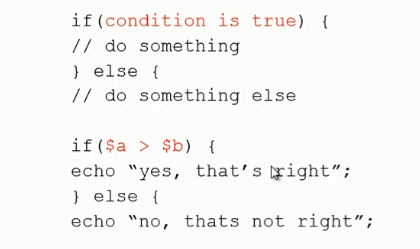 if(condition is true) {
// do something
} else {
// do something else
if($a > $b) {
echo “yes, that’s right”;
} else {
echo “no, thats not right”;